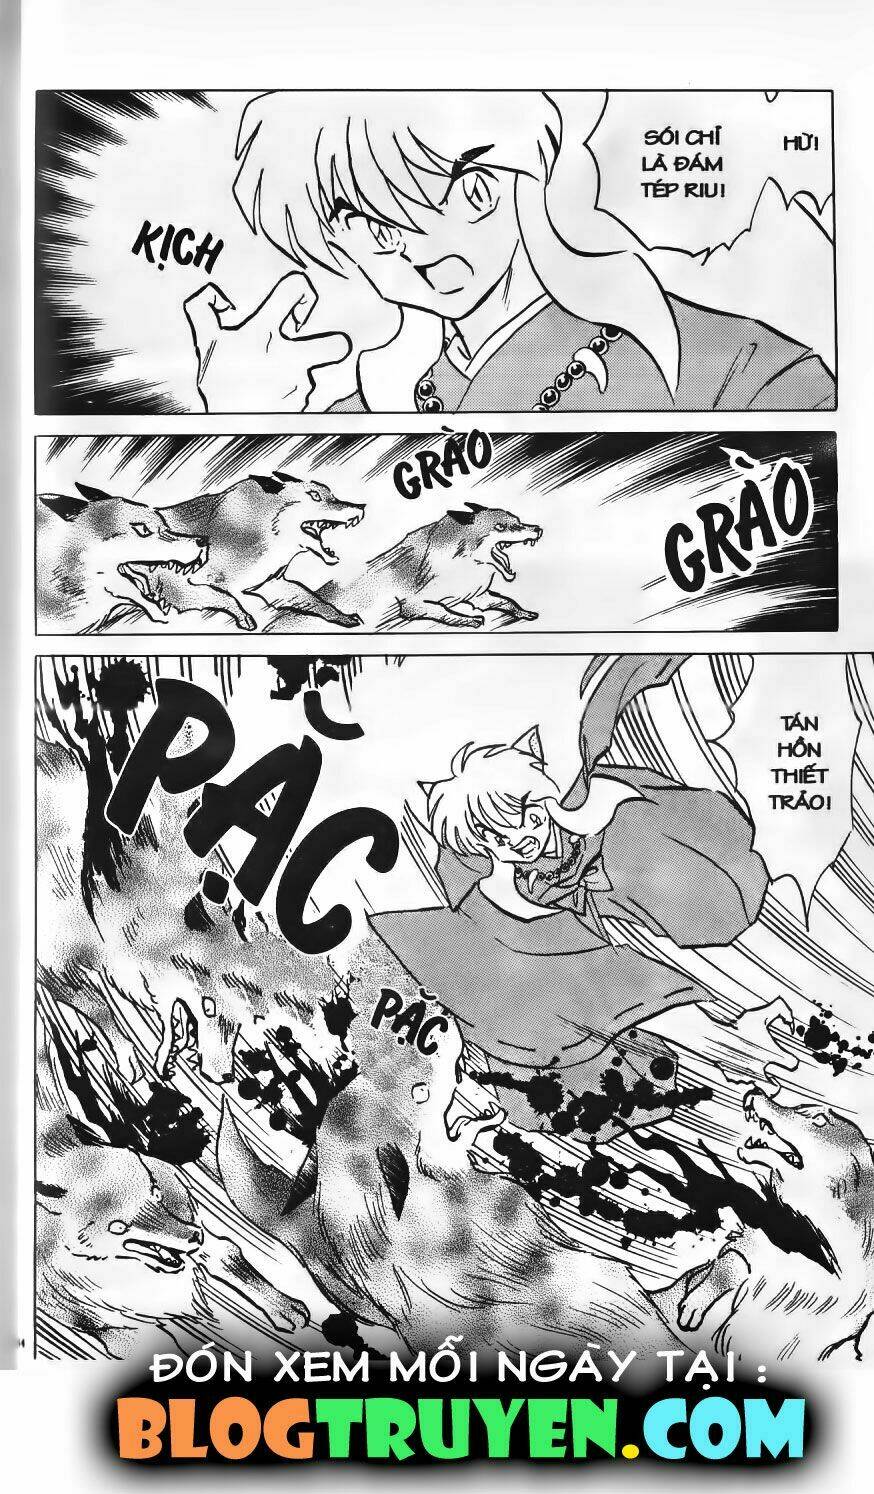 HỪ!
SÓI CHỈ
LÀ ĐÁM
TÉP RIU!
KỊCH
GRÀO
GRÀO
TÁN
HỒN
THIẾT
TRẢO!
PẶC
PẶC
ĐÓN XEM MỖI NGÀY TẠI :
BLOGTRUYEN.COM